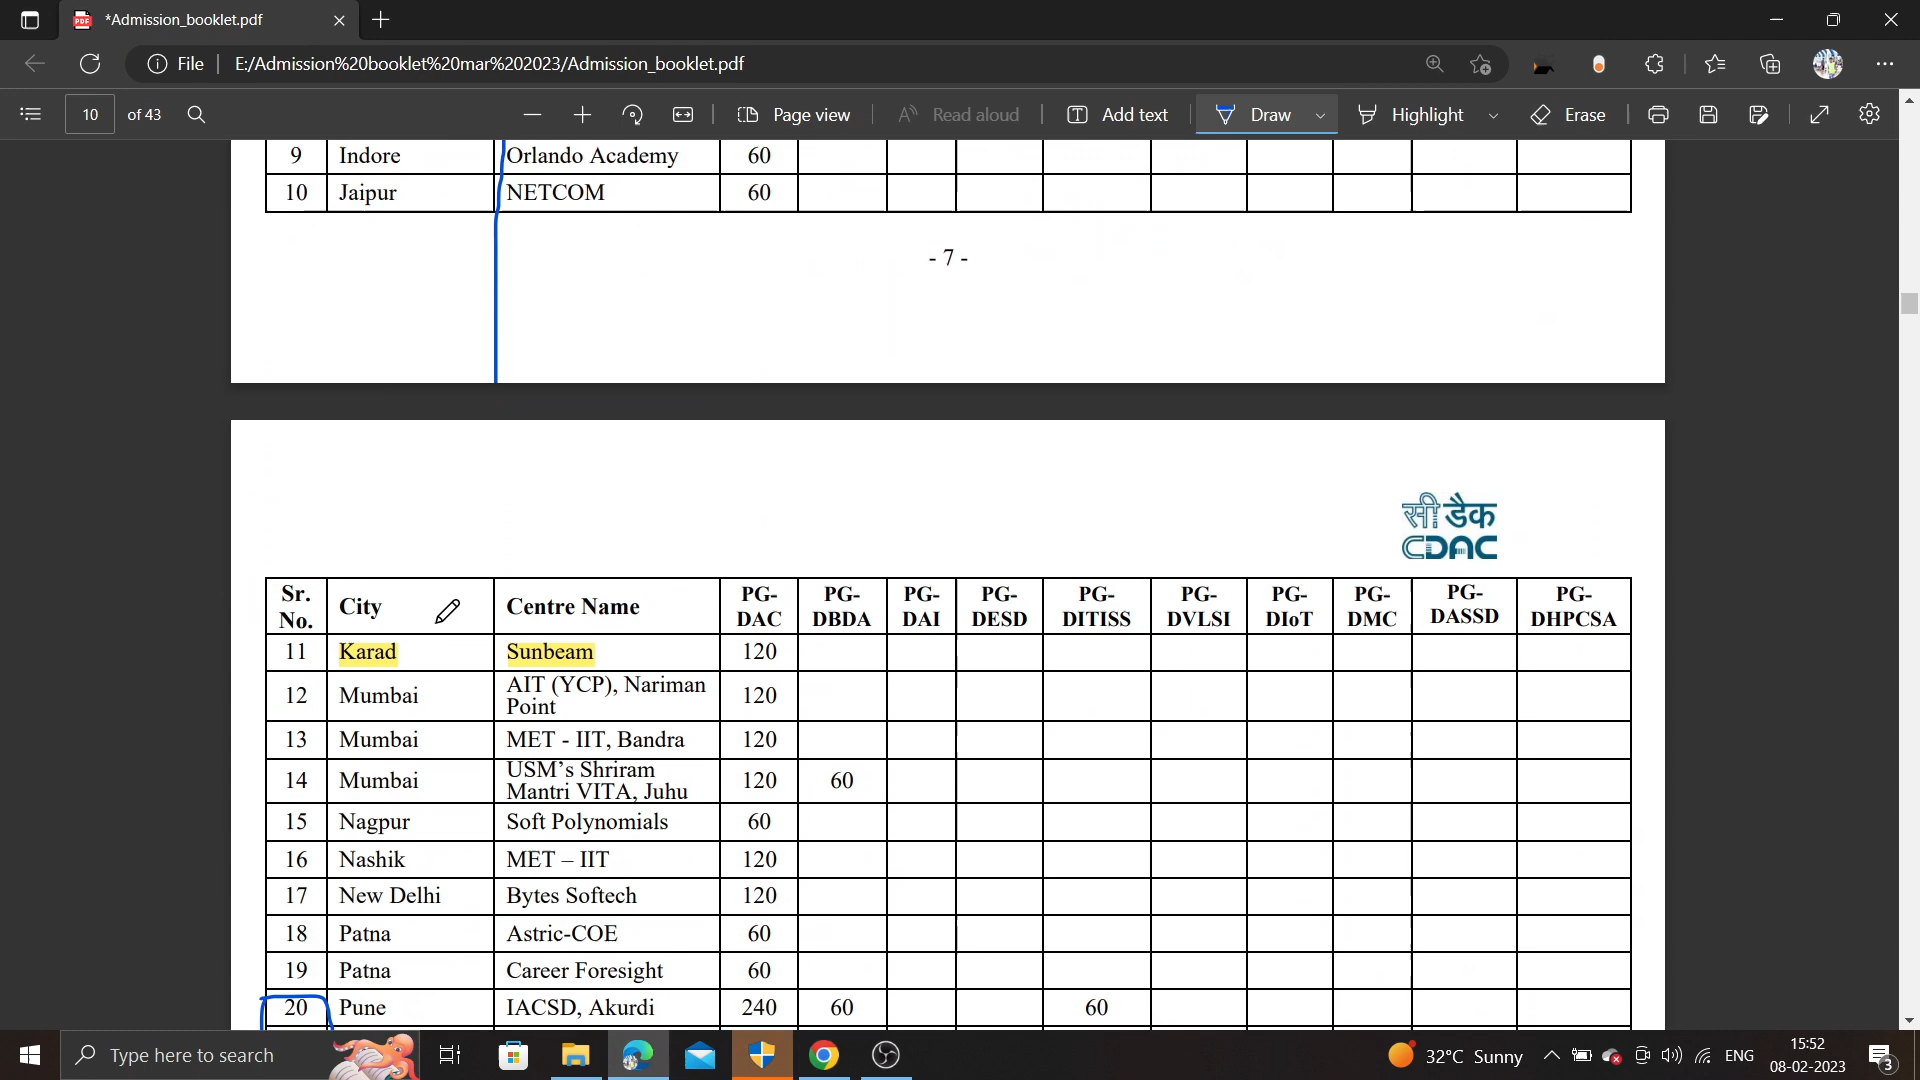 *Admission_booklet.pdf
File
E:/Admission%20booklet%20mar%202023/Admission_booklet.pdf
10 of 43
Page view
Read aloud
Add text
Draw
Highlight
Erase
9 Indore Orlando Academy 60
10 Jaipur NETCOM 60
- 7 -
सी डैक
CDAC
Sr. No. City Centre Name PG-DAC PG-DBDA PG-DAI PG-DESD PG-DITISS PG-DVLSI PG-DIoT PG-DMC PG-DASSD PG-DHPCSA
11 Karad Sunbeam 120
12 Mumbai AIT (YCP), Nariman Point 120
13 Mumbai MET - IIT, Bandra 120
14 Mumbai USM’s Shriram Mantri VITA, Juhu 120 60
15 Nagpur Soft Polynomials 60
16 Nashik MET – IIT 120
17 New Delhi Bytes Softech 120
18 Patna Astric-COE 60
19 Patna Career Foresight 60
20 Pune IACSD, Akurdi 240 60 60
Type here to search
32°C Sunny
ENG
15:52
08-02-2023
3